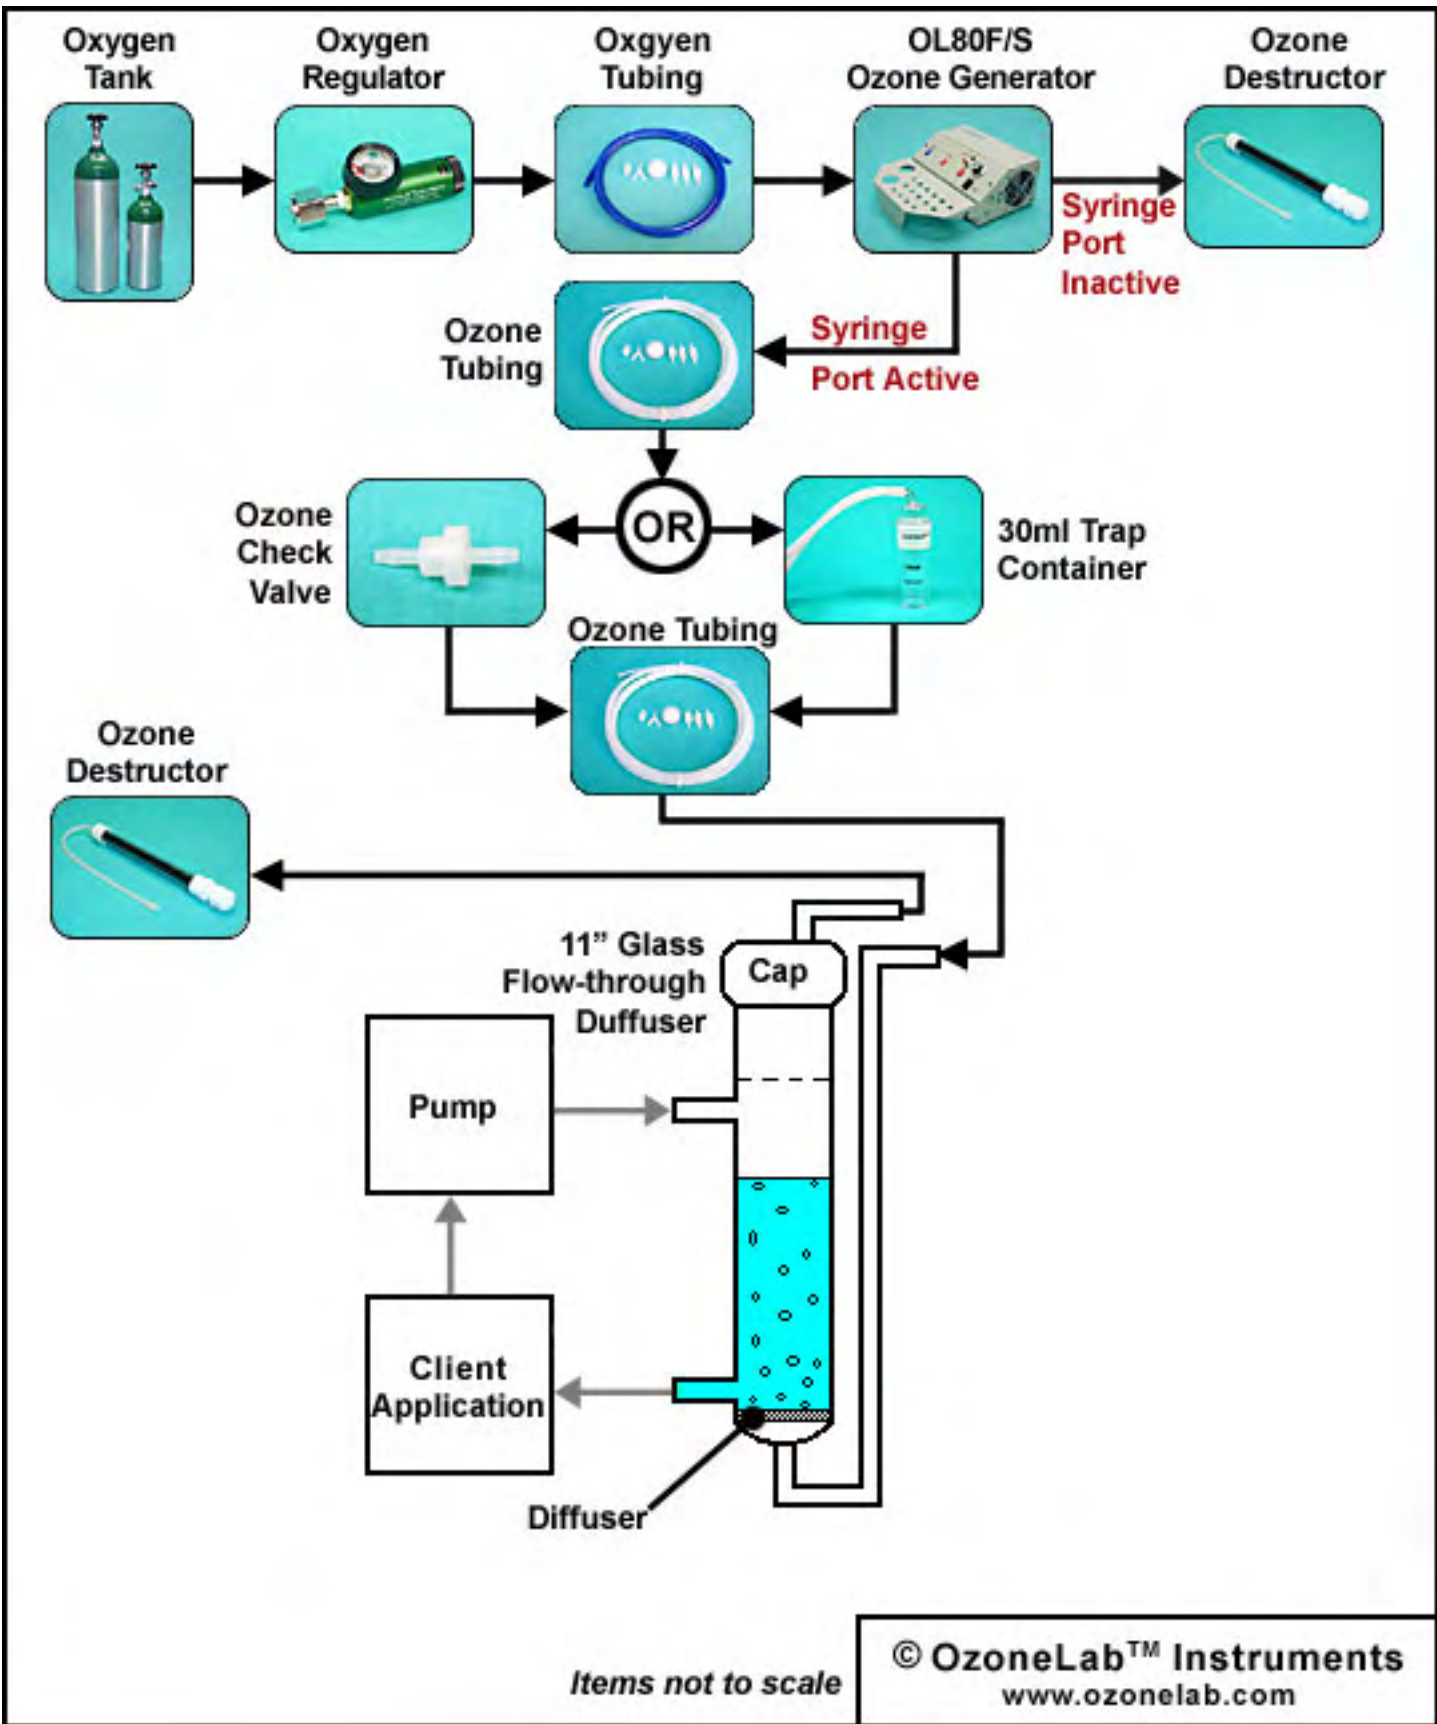 Oxygen
Tank
Oxygen
Regulator
Oxgyen
Tubing
OL80F/S
Ozone Generator
Ozone
Destructor
Syringe
Port
Inactive
Ozone
Tubing
Syringe
Port Active
Ozone
Check
Valve
OR
30ml Trap
Container
Ozone Tubing
Ozone
Destructor
11” Glass
Flow-through
Duffuser
Cap
Pump
Client
Application
Diffuser
Items not to scale
© OzoneLab™ Instruments
www.ozonelab.com